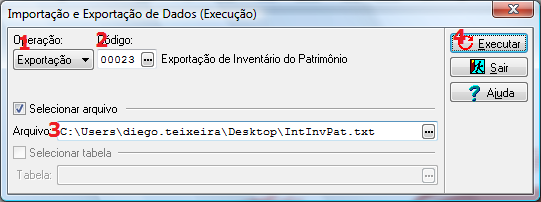 Importação e Exportação de Dados (Execução)
Operação: Código:
1 2
Exportação 00023 ... Exportação de Inventário do Patrimônio
4 Executar
Sair
Ajuda
Selecionar arquivo
Arquivo: 3 C:\Users\diego.teixeira\Desktop\IntInvPat.txt ...
Selecionar tabela
Tabela: ...